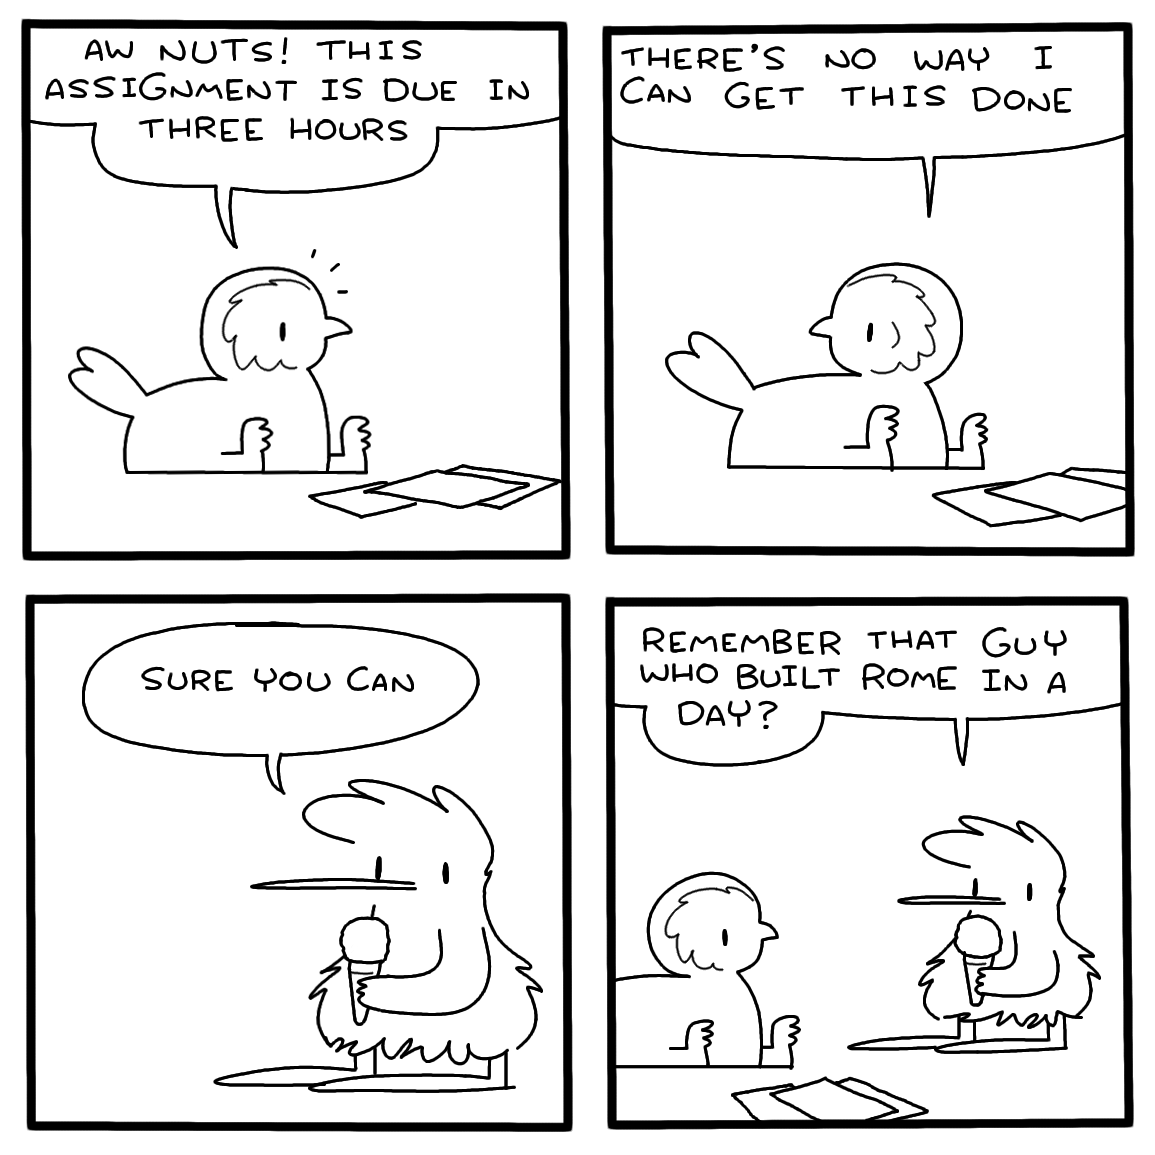 AW NUTS! THIS
ASSIGNMENT IS DUE IN
THREE HOURS
THERE'S NO WAY I
CAN GET THIS DONE
SURE YOU CAN
REMEMBER THAT GUY
WHO BUILT ROME IN A
DAY?